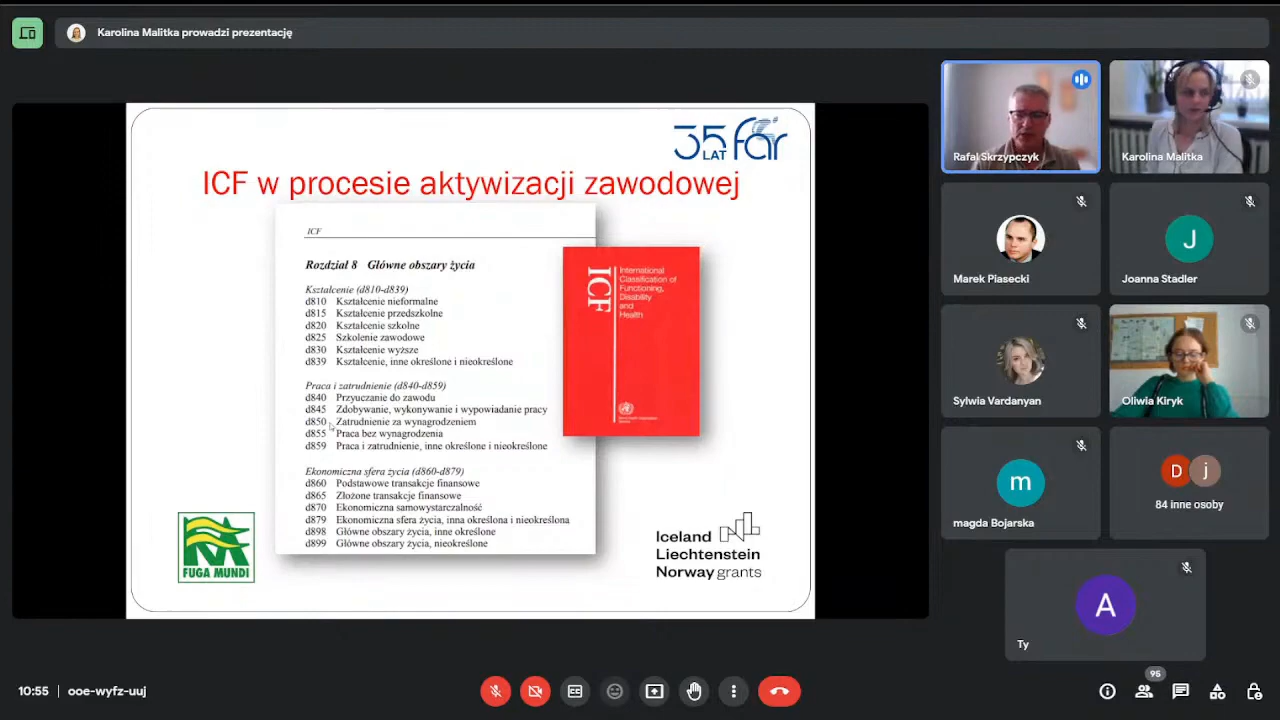 Karolina Malitka prowadzi prezentację
35 LAT far
ICF w procesie aktywizacji zawodowej
ICF
Rozdział 8 Główne obszary życia
Kształcenie (d810-d839)
d810 Kształcenie nieformalne
d815 Kształcenie przedszkolne
d820 Kształcenie szkolne
d825 Szkolenie zawodowe
d830 Kształcenie wyższe
d839 Kształcenie, inne określone i nieokreślone
Praca i zatrudnienie (d840-d859)
d840 Przyuczanie do zawodu
d845 Zdobywanie, wykonywanie i wypowiadanie pracy
d850 Zatrudnienie za wynagrodzeniem
d855 Praca bez wynagrodzenia
d859 Praca i zatrudnienie, inne określone i nieokreślone
Ekonomiczna sfera życia (d860-d879)
d860 Podstawowe transakcje finansowe
d865 Złożone transakcje finansowe
d870 Ekonomiczna samowystarczalność
d879 Ekonomiczna sfera życia, inna określona i nieokreślona
d898 Główne obszary życia, inne określone
d899 Główne obszary życia, nieokreślone
ICF
International
Classification of
Functioning,
Disability
and
Health
FUGA MUNDI
Iceland
Liechtenstein
Norway grants
Rafał Skrzypczyk
Karolina Malitka
Marek Piasecki
J
Joanna Stadler
Sylwia Vardanyan
Oliwia Kiryk
m
magda Bojarska
D j
84 inne osoby
A
Ty
10:55 | ooe-wyfz-uuj
95